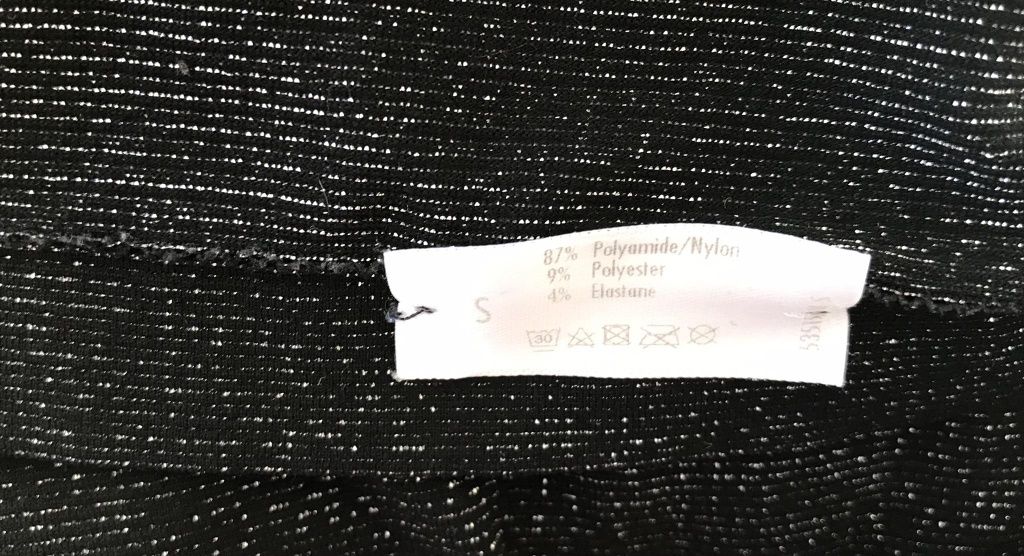 87% Polyamide/Nylon
9% Polyester
4% Elastane
S
30